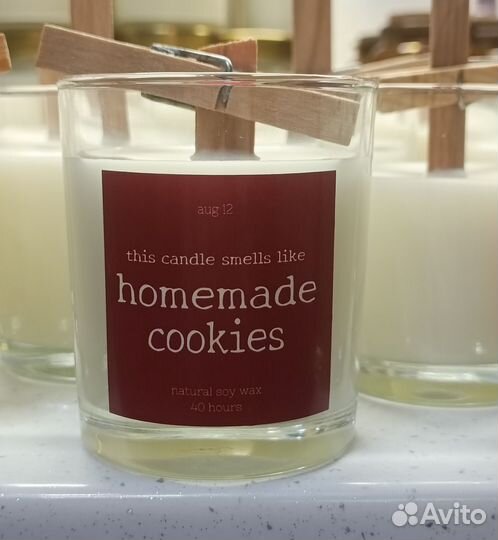 aug 12
this candle smells like
homemade
cookies
natural soy wax
40 hours
Avito